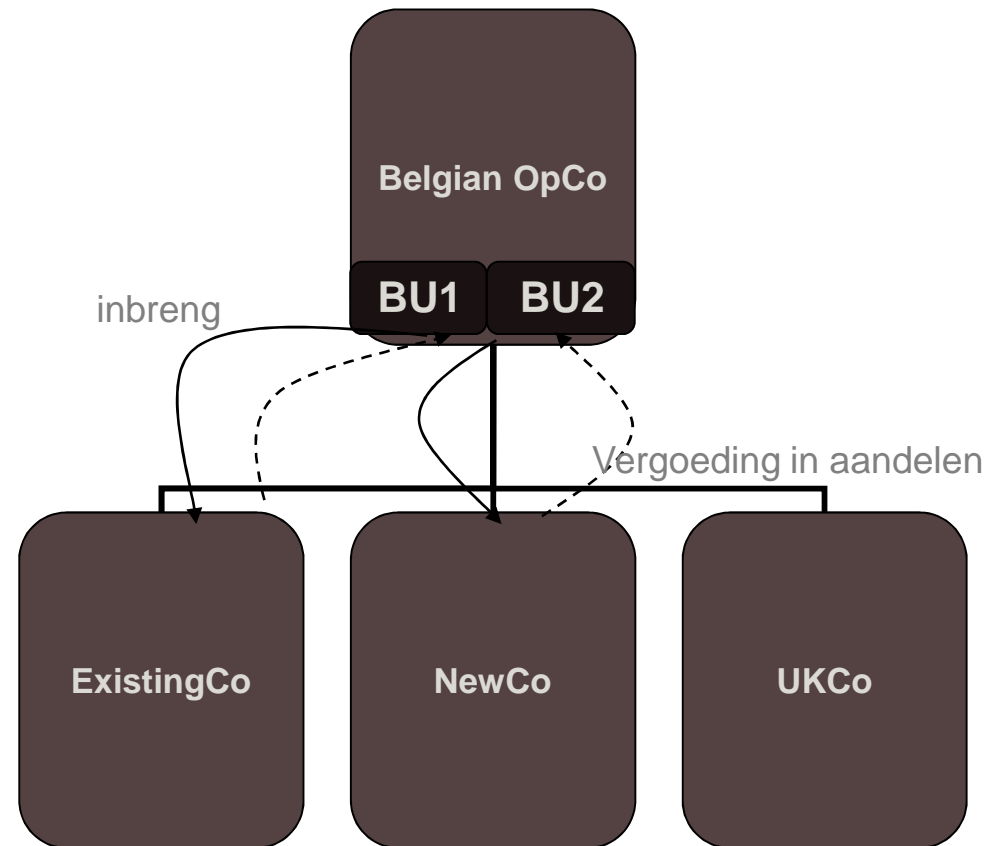 Belgian OpCo
BU1
BU2
inbreng
Vergoeding in aandelen
ExistingCo
NewCo
UKCo